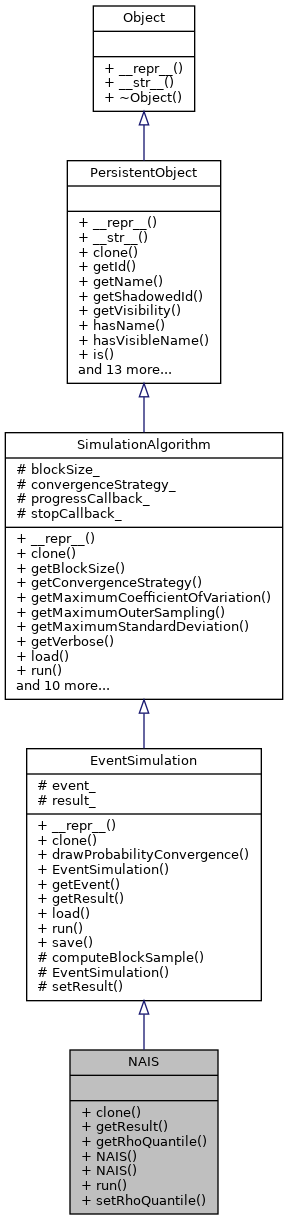 Object
+ __repr__()
+ __str__()
+ ~Object()
PersistentObject
+ __repr__()
+ __str__()
+ clone()
+ getId()
+ getName()
+ getShadowedId()
+ getVisibility()
+ hasName()
+ hasVisibleName()
+ is()
and 13 more...
SimulationAlgorithm
# blockSize_
# convergenceStrategy_
# progressCallback_
# stopCallback_
+ __repr__()
+ clone()
+ getBlockSize()
+ getConvergenceStrategy()
+ getMaximumCoefficientOfVariation()
+ getMaximumOuterSampling()
+ getMaximumStandardDeviation()
+ getVerbose()
+ load()
+ run()
and 10 more...
EventSimulation
# event_
# result_
+ __repr__()
+ clone()
+ drawProbabilityConvergence()
+ EventSimulation()
+ getEvent()
+ getResult()
+ load()
+ run()
+ save()
# computeBlockSample()
# EventSimulation()
# setResult()
NAIS
+ clone()
+ getResult()
+ getRhoQuantile()
+ NAIS()
+ NAIS()
+ run()
+ setRhoQuantile()